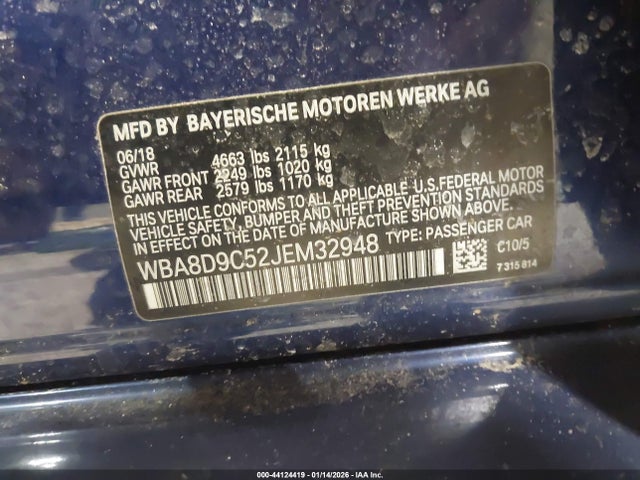 MFD BY BAYERISCHE MOTOREN WERKE AG
06/18
GVWR 4663 lbs 2115 kg
GAWR FRONT 2249 lbs 1020 kg
GAWR REAR 2579 lbs 1170 kg
THIS VEHICLE CONFORMS TO ALL APPLICABLE U.S.FEDERAL MOTOR
VEHICLE SAFETY, BUMPER AND THEFT PREVENTION STANDARDS
IN EFFECT ON THE DATE OF MANUFACTURE SHOWN ABOVE.
WBA8D9C52JEM32948 TYPE: PASSENGER CAR
C10/5
7315814
000-44124419 - 01/14/2026 - IAA Inc.